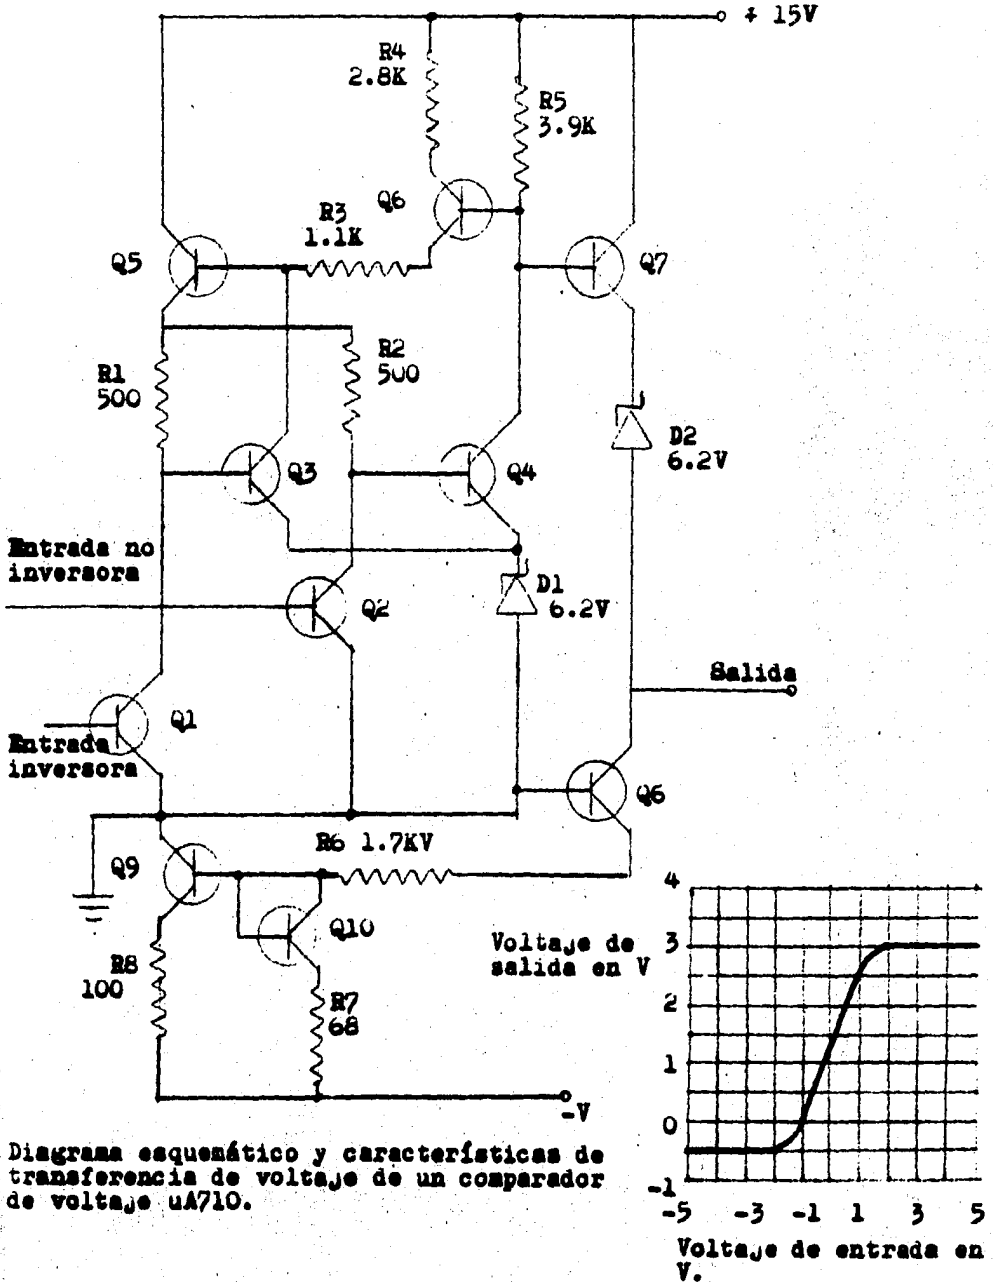 + 15V
R4
2.8K
R5
3.9K
Q6
R3
1.1K
Q5
Q7
R1
500
R2
500
D2
6.2V
Q3
Q4
Entrada no
inversora
D1
6.2V
Q2
Salida
Q1
Entrada
inversora
Q6
R6 1.7KV
Q9
Q10
R8
100
R7
68
-V
Voltaje de
salida en V
4
3
2
1
0
-1
-5 -3 -1 1 3 5
Voltaje de entrada en
V.
Diagrama esquemático y características de
transferencia de voltaje de un comparador
de voltaje uA710.